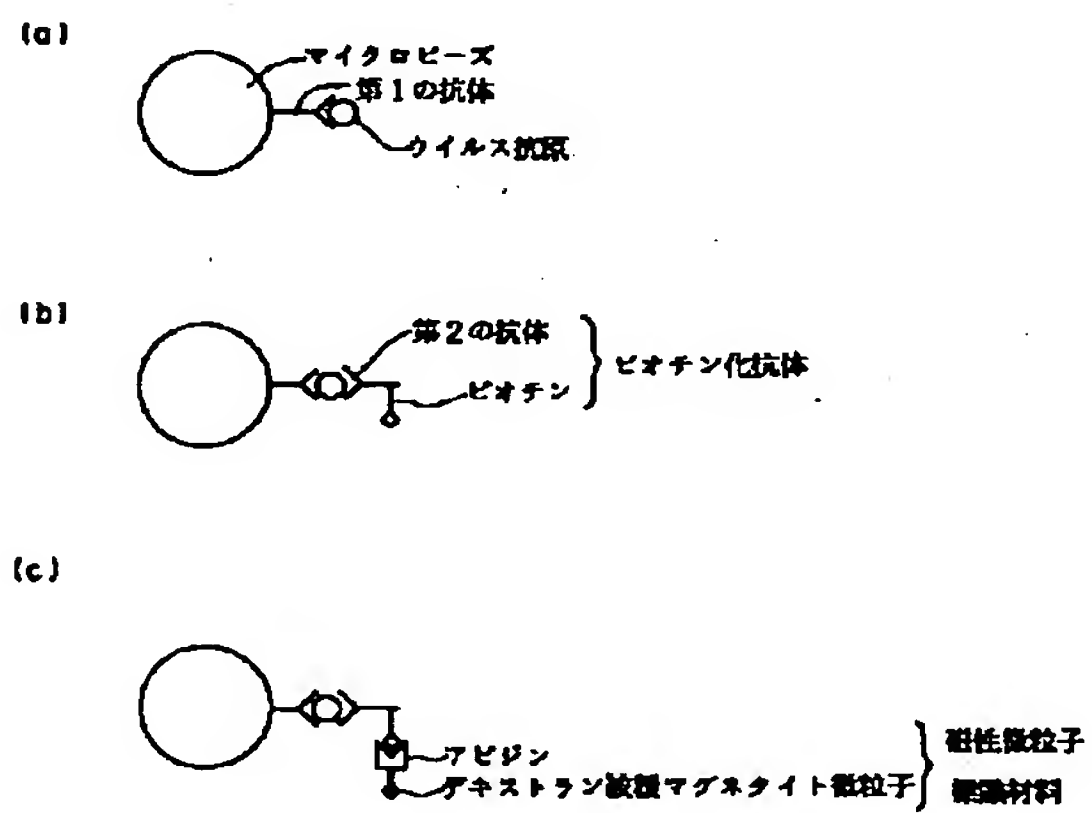 (a)
マイクロビーズ
第1の抗体
ウイルス抗原
(b)
第2の抗体
ビオチン
ビオチン化抗体
(c)
アビジン
デキストラン被覆マグネタイト微粒子
磁性微粒子
標識材料